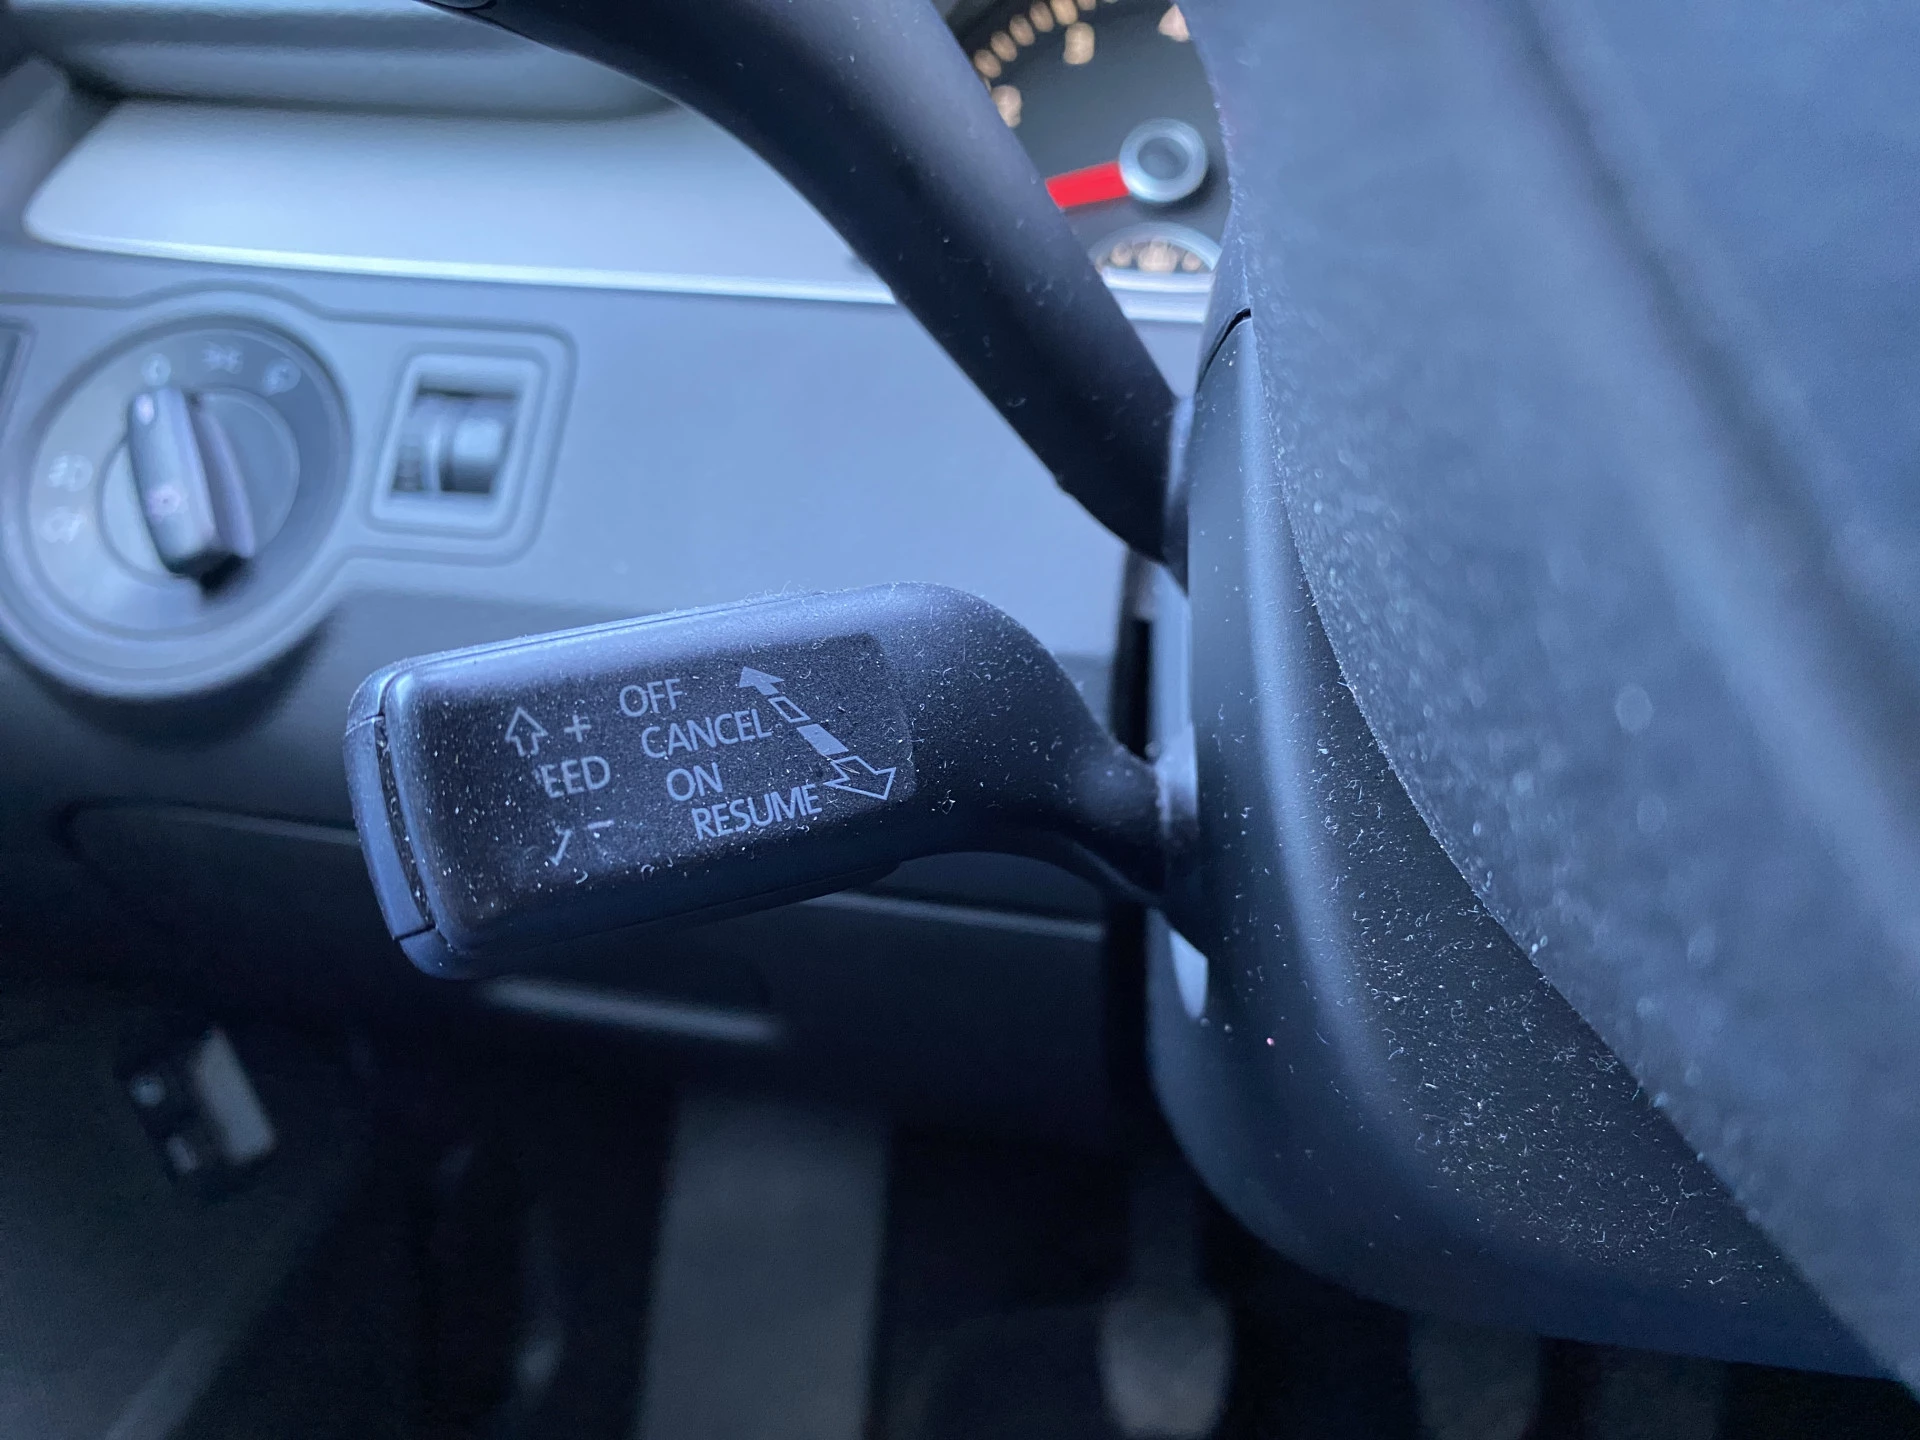 +
EED
-
OFF
CANCEL
ON
RESUME